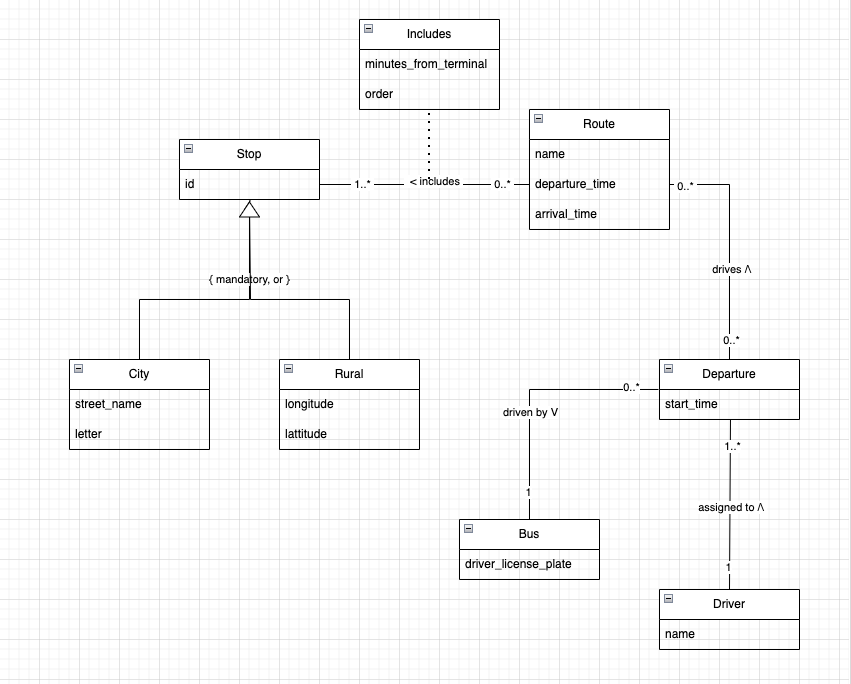 Includes
minutes_from_terminal
order
Route
name
departure_time
arrival_time
Stop
id
1..*
< includes
0..*
0..*
drives /\
0..*
{ mandatory, or }
City
street_name
letter
Rural
longitude
lattitude
Departure
start_time
0..*
driven by V
1
1..*
assigned to /\
1
Bus
driver_license_plate
Driver
name